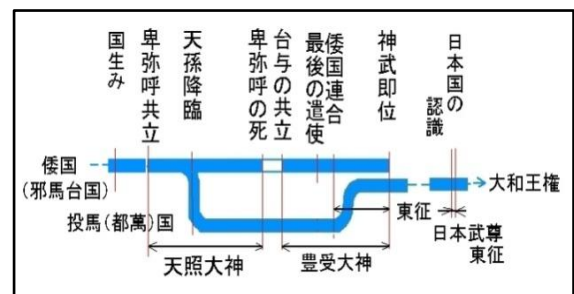 国生み
卑弥呼共立
天孫降臨
卑弥呼の死
台与の共立
最後の遣使
倭国連合
神武即位
日本国の
認識
倭国
(邪馬台国)
投馬(都萬)国
大和王権
東征
日本武尊
東征
天照大神
豊受大神